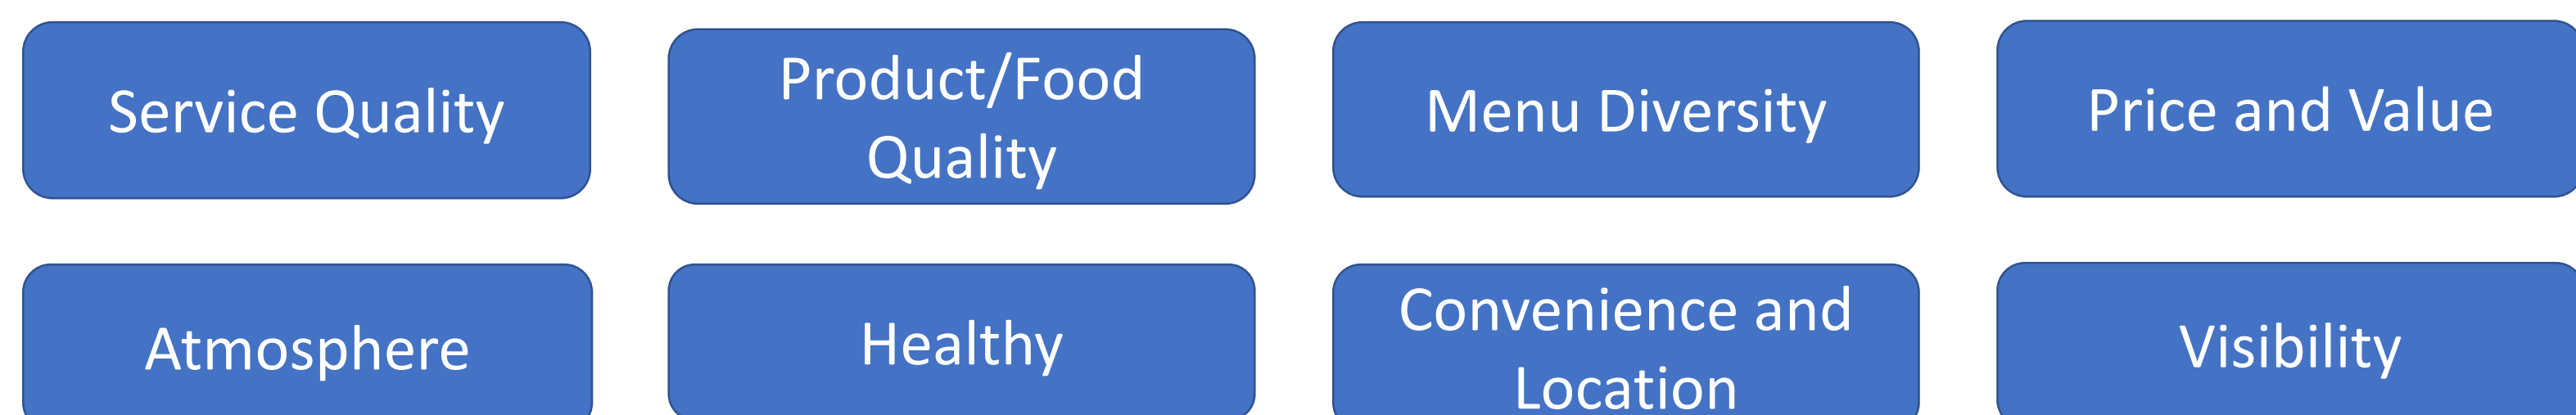 Service Quality
Product/Food
Quality
Menu Diversity
Price and Value
Atmosphere
Healthy
Convenience and
Location
Visibility